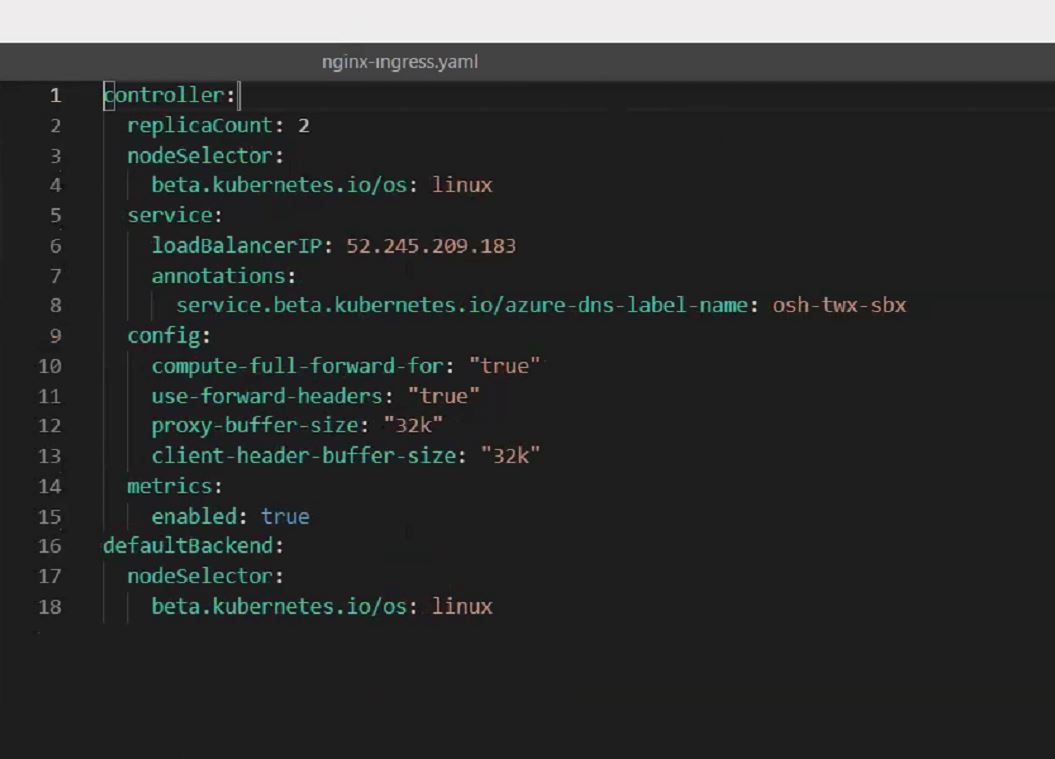 nginx-ingress.yaml
1 controller:
2 replicaCount: 2
3 nodeSelector:
4 beta.kubernetes.io/os: linux
5 service:
6 loadBalancerIP: 52.245.209.183
7 annotations:
8 service.beta.kubernetes.io/azure-dns-label-name: osh-twx-sbx
9 config:
10 compute-full-forward-for: "true"
11 use-forward-headers: "true"
12 proxy-buffer-size: "32k"
13 client-header-buffer-size: "32k"
14 metrics:
15 enabled: true
16 defaultBackend:
17 nodeSelector:
18 beta.kubernetes.io/os: linux